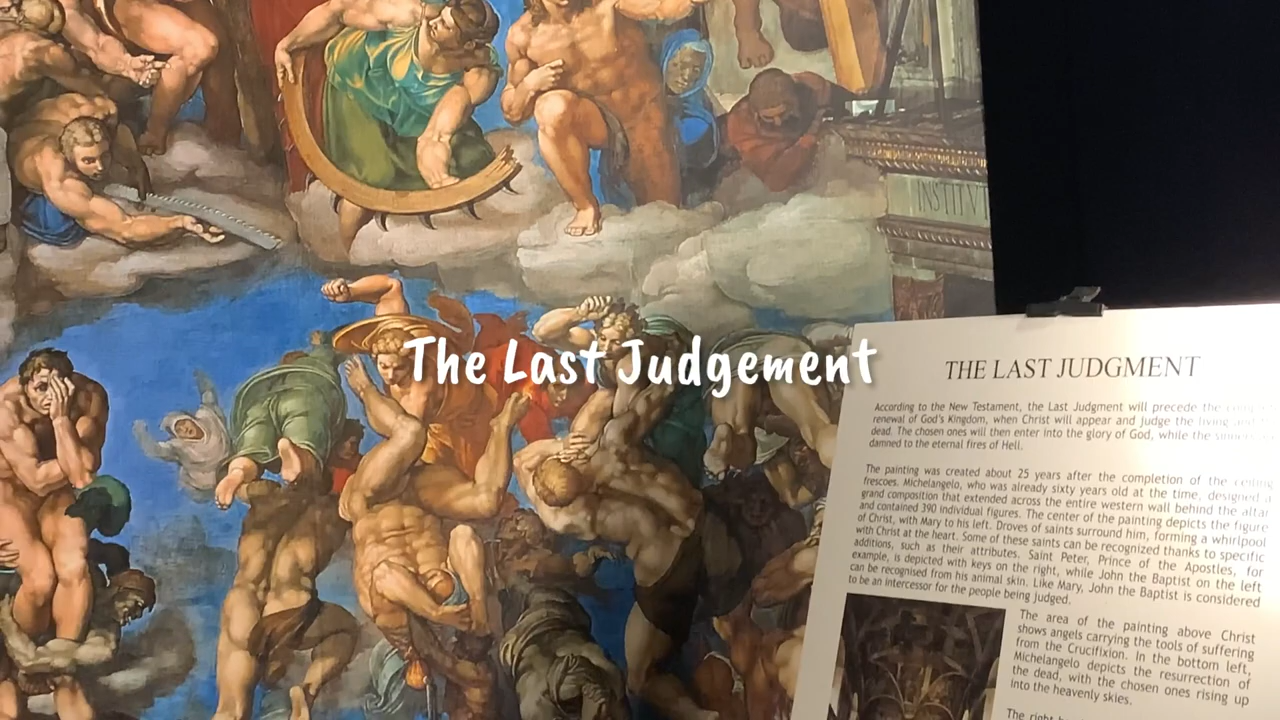 INSTITVT
The Last Judgement
THE LAST JUDGMENT
According to the New Testament, the Last Judgment will precede the
renewal of God's Kingdom, when Christ will appear and judge the living and
dead. The chosen ones will then enter into the glory of God, while the sinners
damned to the eternal fires of Hell.
The painting was created about 25 years after the completion of the ceiling
frescoes. Michelangelo, who was already sixty years old at the time, designed a
grand composition that extended across the entire western wall behind the altar
and contained 390 individual figures. The center of the painting depicts the figure
of Christ, with Mary to his left. Droves of saints surround him, forming a whirlpool
with Christ at the heart. Some of these saints can be recognized thanks to specific
additions, such as their attributes. Saint Peter, Prince of the Apostles, for
example, is depicted with keys on the right, while John the Baptist on the left
can be recognised from his animal skin. Like Mary, John the Baptist is considered
to be an intercessor for the people being judged.
The area of the painting above Christ
shows angels carrying the tools of suffering
from the Crucifixion. In the bottom left,
Michelangelo depicts the resurrection of
the dead, with the chosen ones rising up
into the heavenly skies.
The right